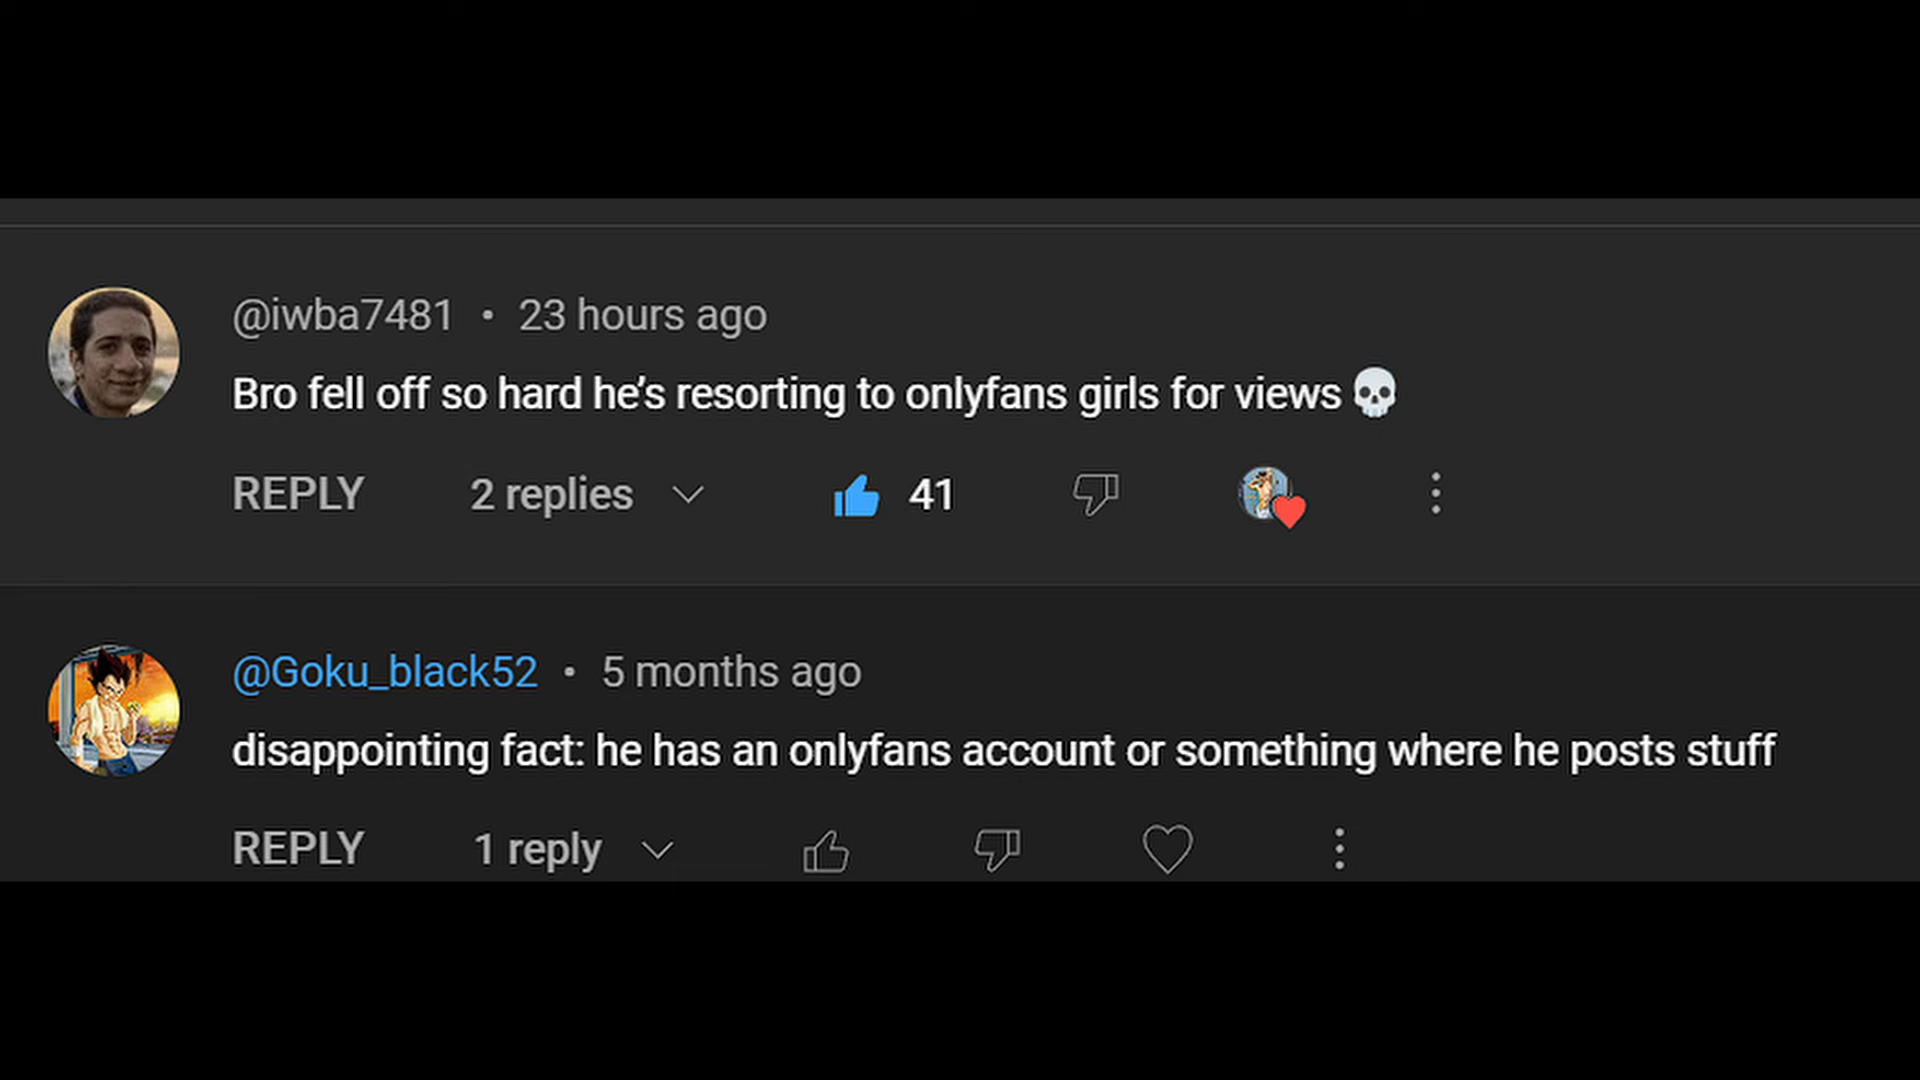 @iwba7481 • 23 hours ago
Bro fell off so hard he's resorting to onlyfans girls for views 💀
REPLY 2 replies 41
@Goku_black52 • 5 months ago
disappointing fact: he has an onlyfans account or something where he posts stuff
REPLY 1 reply